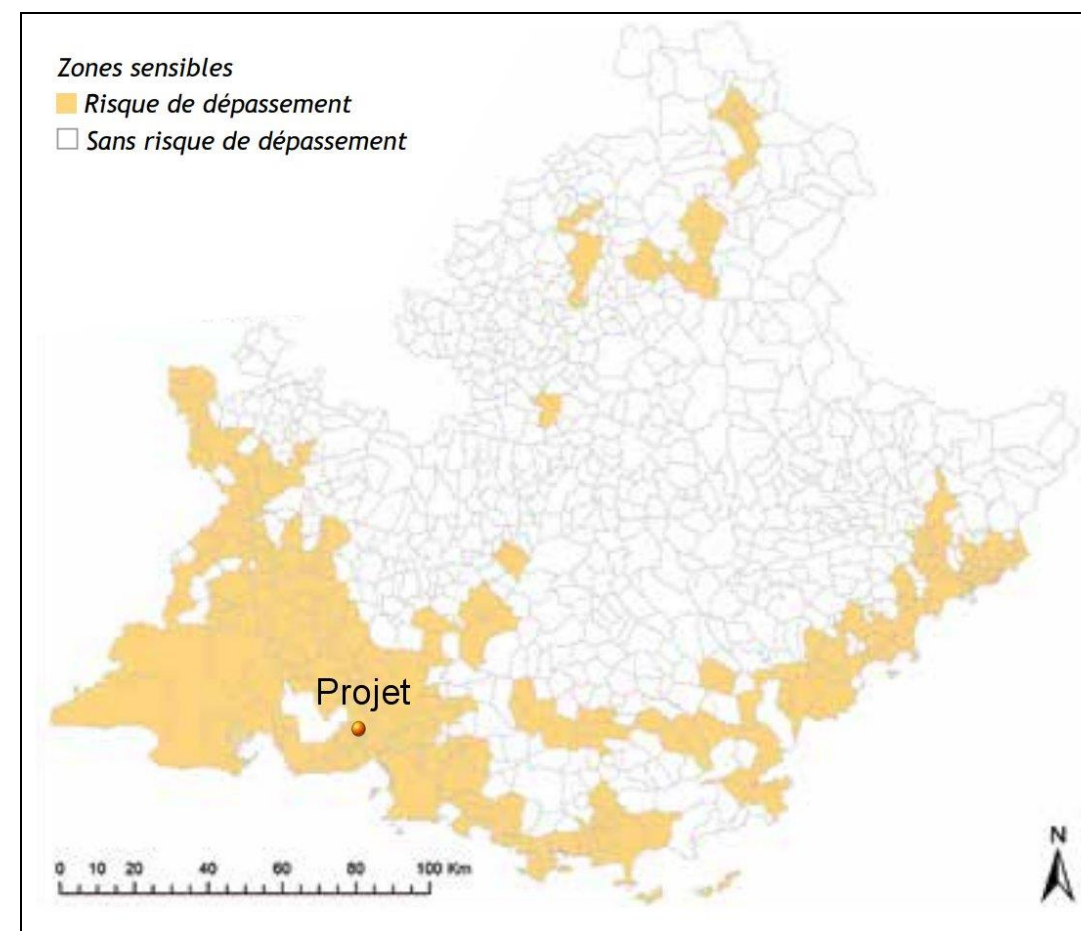 Zones sensibles
Risque de dépassement
Sans risque de dépassement
Projet
0 10 20 40 60 80 100 Km
N